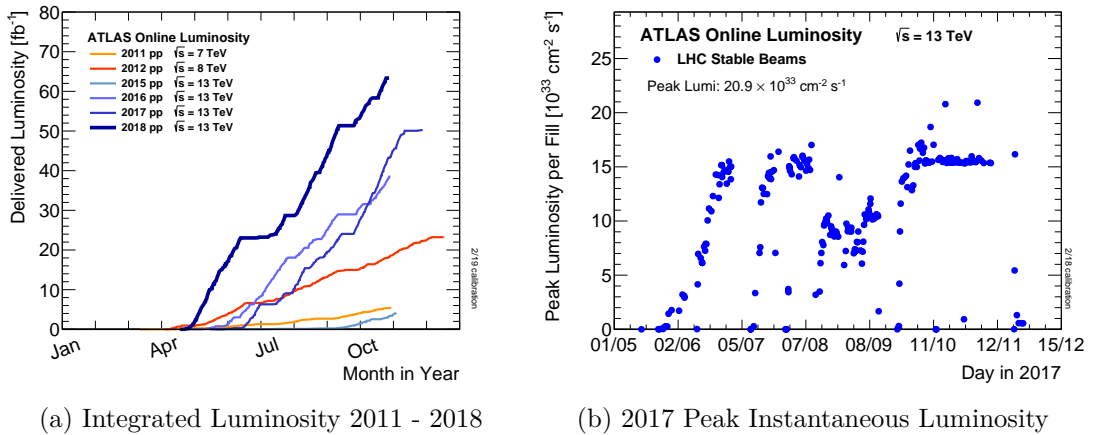 Delivered Luminosity [fb⁻¹]
80
70
60
50
40
30
20
10
0
ATLAS Online Luminosity
2011 pp √s = 7 TeV
2012 pp √s = 8 TeV
2015 pp √s = 13 TeV
2016 pp √s = 13 TeV
2017 pp √s = 13 TeV
2018 pp √s = 13 TeV
2/19 calibration
Jan
Apr
Jul
Oct
Month in Year
(a) Integrated Luminosity 2011 - 2018
Peak Luminosity per Fill [10³³ cm⁻² s⁻¹]
25
20
15
10
5
0
ATLAS Online Luminosity √s = 13 TeV
LHC Stable Beams
Peak Lumi: 20.9 × 10³³ cm⁻² s⁻¹
2/18 calibration
01/05 02/06 05/07 07/08 08/09 11/10 12/11 15/12
Day in 2017
(b) 2017 Peak Instantaneous Luminosity